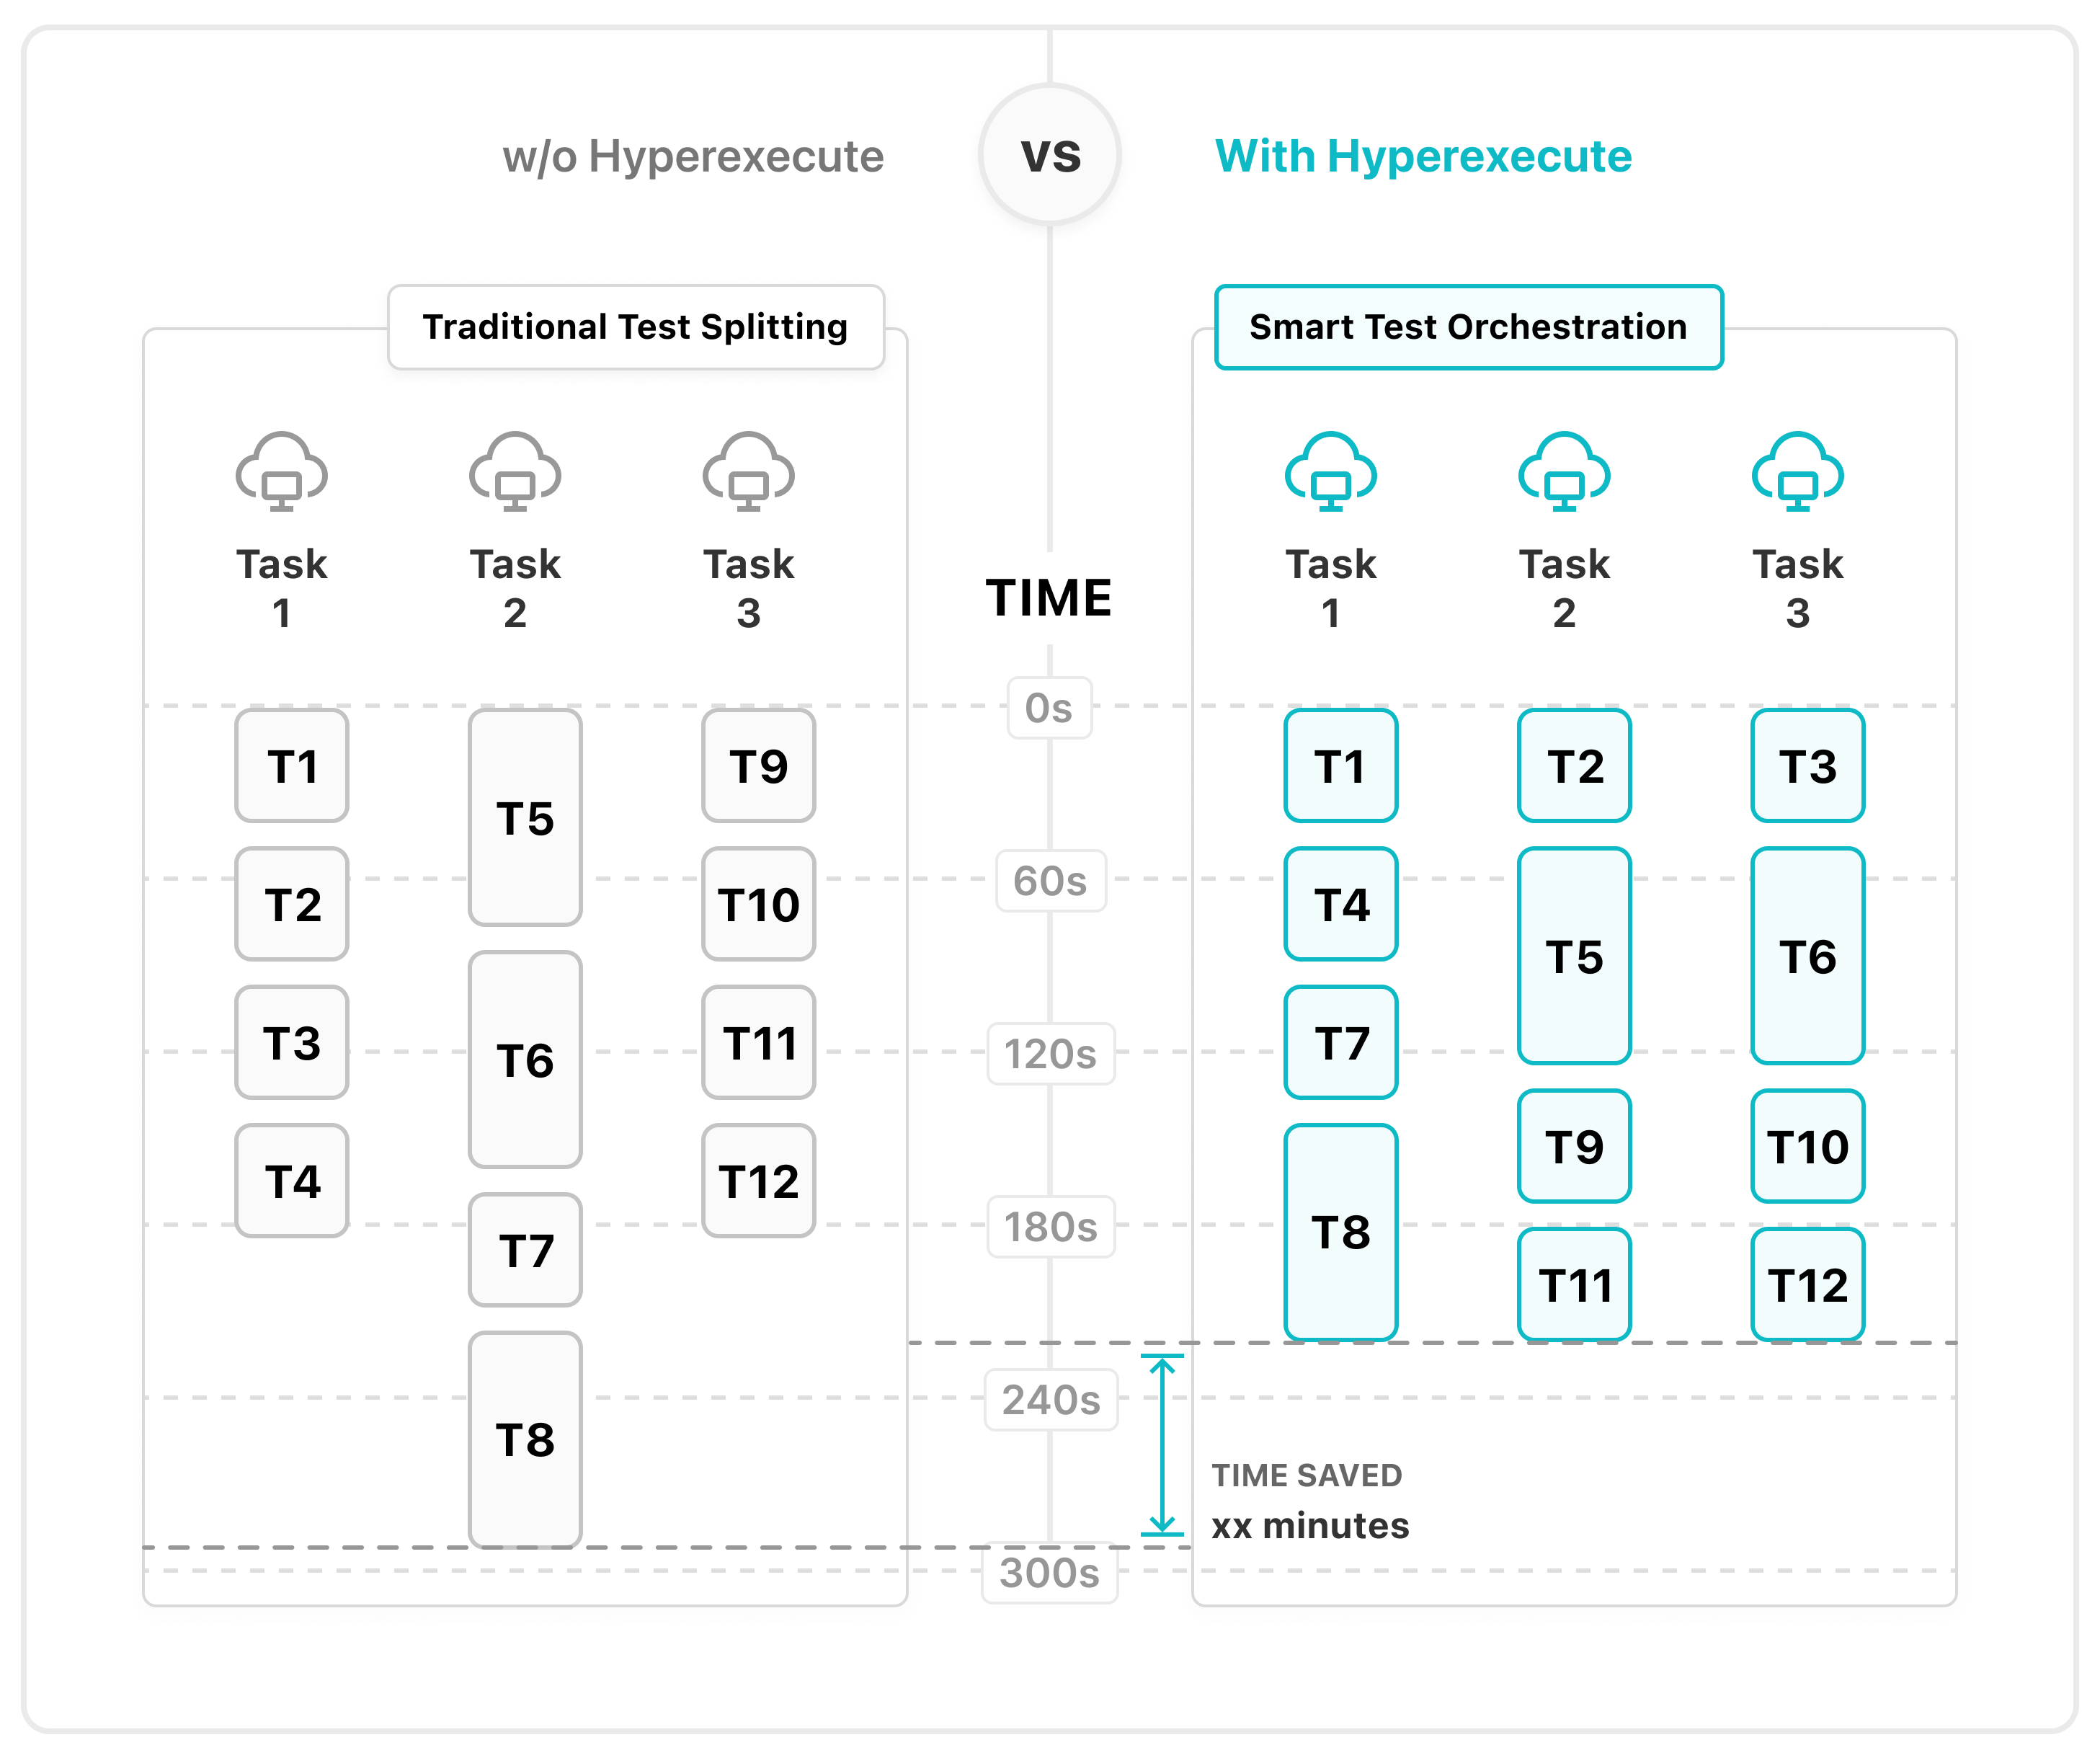 w/o Hyperexecute
vs
With Hyperexecute
Traditional Test Splitting
Smart Test Orchestration
Task
1
Task
2
Task
3
TIME
Task
1
Task
2
Task
3
T1
T2
T3
T4
T5
T6
T7
T8
T9
T10
T11
T12
0s
60s
120s
180s
240s
300s
T1
T4
T7
T8
T2
T5
T9
T11
T3
T6
T10
T12
TIME SAVED
xx minutes